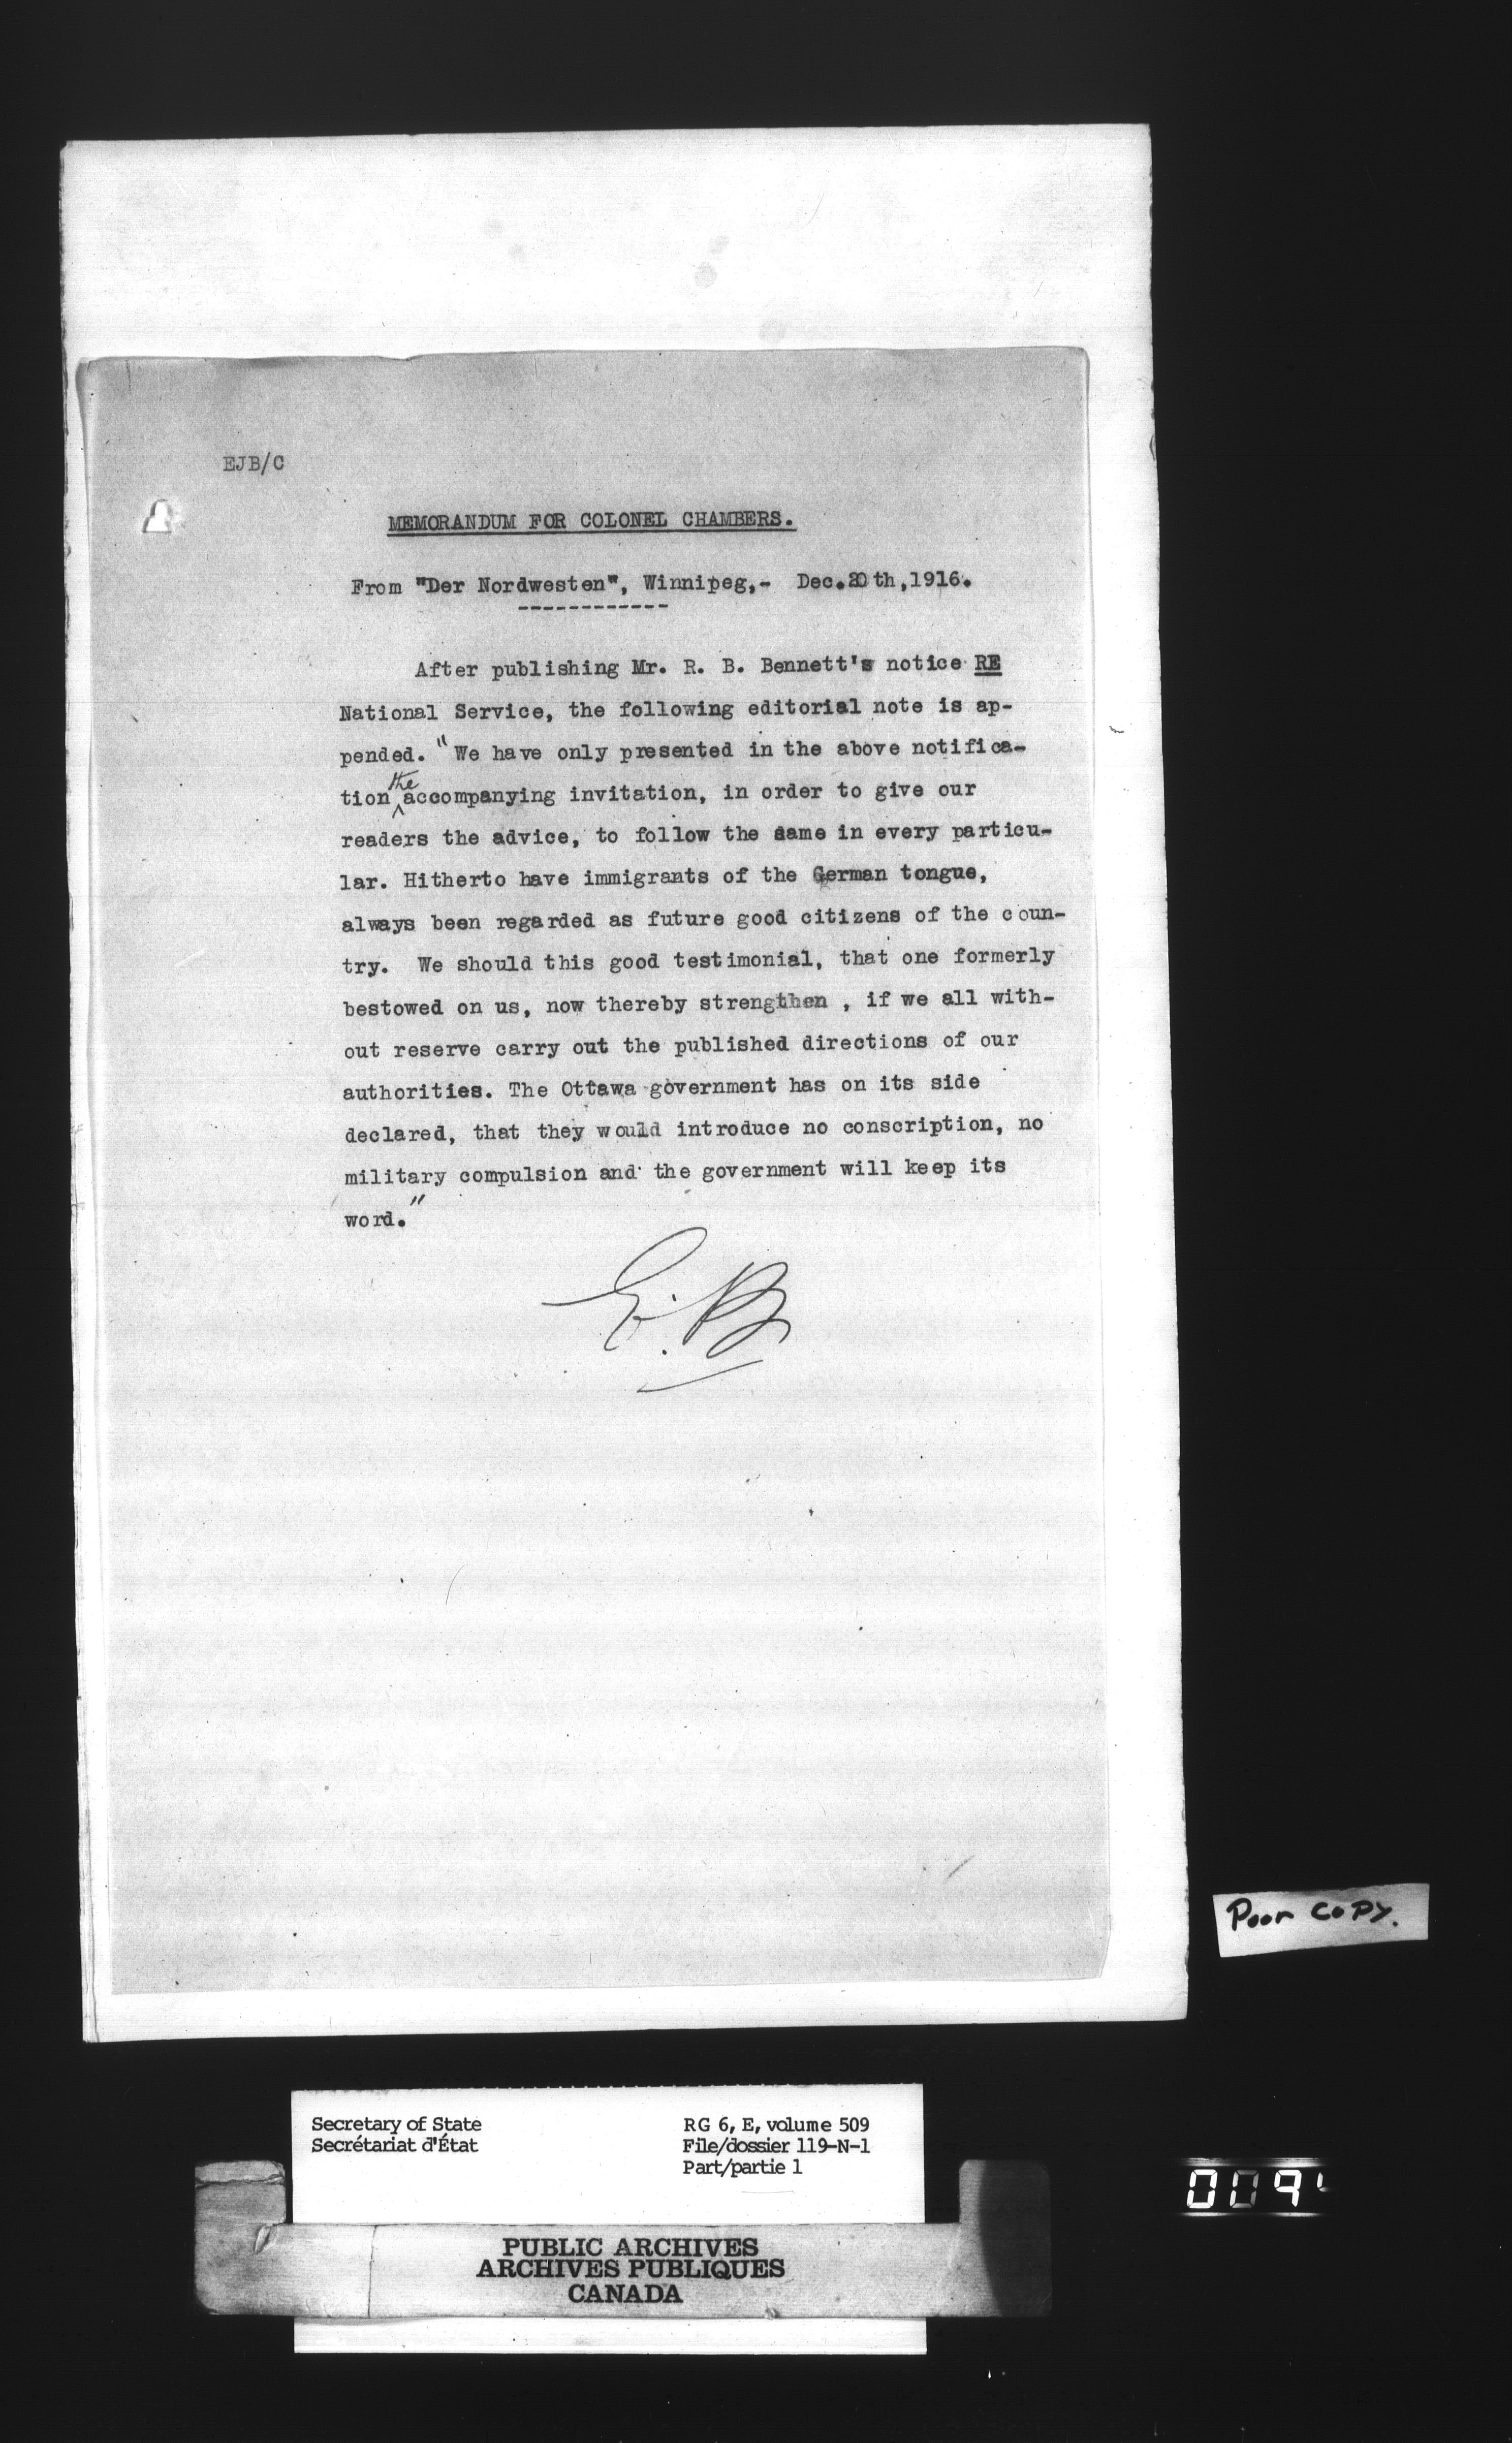 EJB/C
MEMORANDUM FOR COLONEL CHAMBERS.
From "Der Nordwesten", Winnipeg,- Dec.20th,1916.
------------
After publishing Mr. R. B. Bennett's notice RE
National Service, the following editorial note is ap-
pended. "We have only presented in the above notifica-
tion the accompanying invitation, in order to give our
readers the advice, to follow the same in every particu-
lar. Hitherto have immigrants of the German tongue,
always been regarded as future good citizens of the coun-
try. We should this good testimonial, that one formerly
bestowed on us, now thereby strengthen , if we all with-
out reserve carry out the published directions of our
authorities. The Ottawa government has on its side
declared, that they would introduce no conscription, no
military compulsion and the government will keep its
word."
E.B
Poor COPY.
Secretary of State
Secrétariat d'État
RG 6, E, volume 509
File/dossier 119-N-1
Part/partie 1
PUBLIC ARCHIVES
ARCHIVES PUBLIQUES
CANADA
009